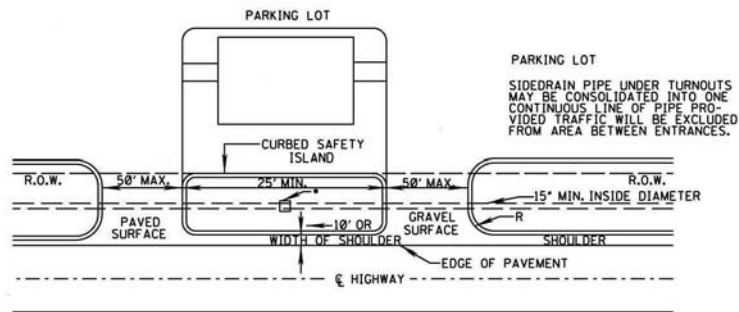 PARKING LOT
PARKING LOT
SIDEDRAIN PIPE UNDER TURNOUTS
MAY BE CONSOLIDATED INTO ONE
CONTINUOUS LINE OF PIPE PRO-
VIDED TRAFFIC WILL BE EXCLUDED
FROM AREA BETWEEN ENTRANCES.
CURBED SAFETY
ISLAND
R.O.W.
50' MAX.
25' MIN.
50' MAX
R.O.W.
*
15" MIN. INSIDE DIAMETER
PAVED
SURFACE
10' OR
WIDTH OF SHOULDER
GRAVEL
SURFACE
R
SHOULDER
EDGE OF PAVEMENT
℄ HIGHWAY